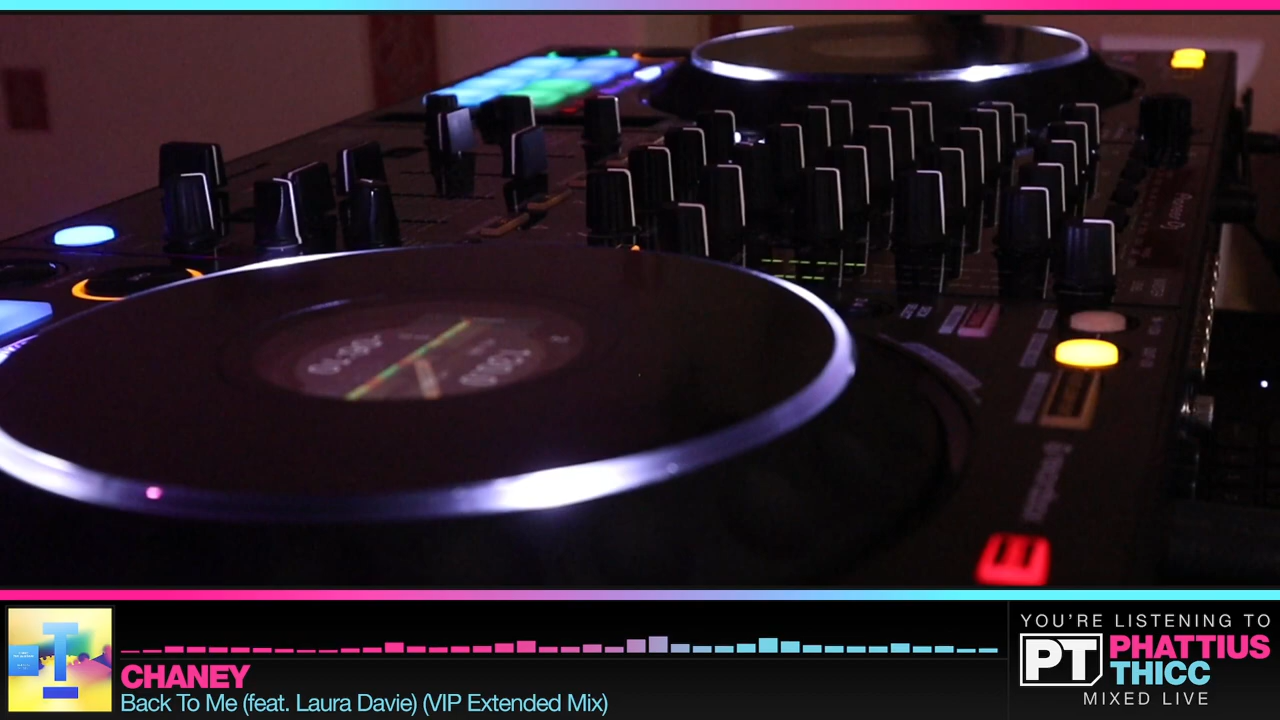 CHANEY
Back To Me (feat. Laura Davie) (VIP Extended Mix)
YOU'RE LISTENING TO
PT PHATTIUS
THICC
MIXED LIVE